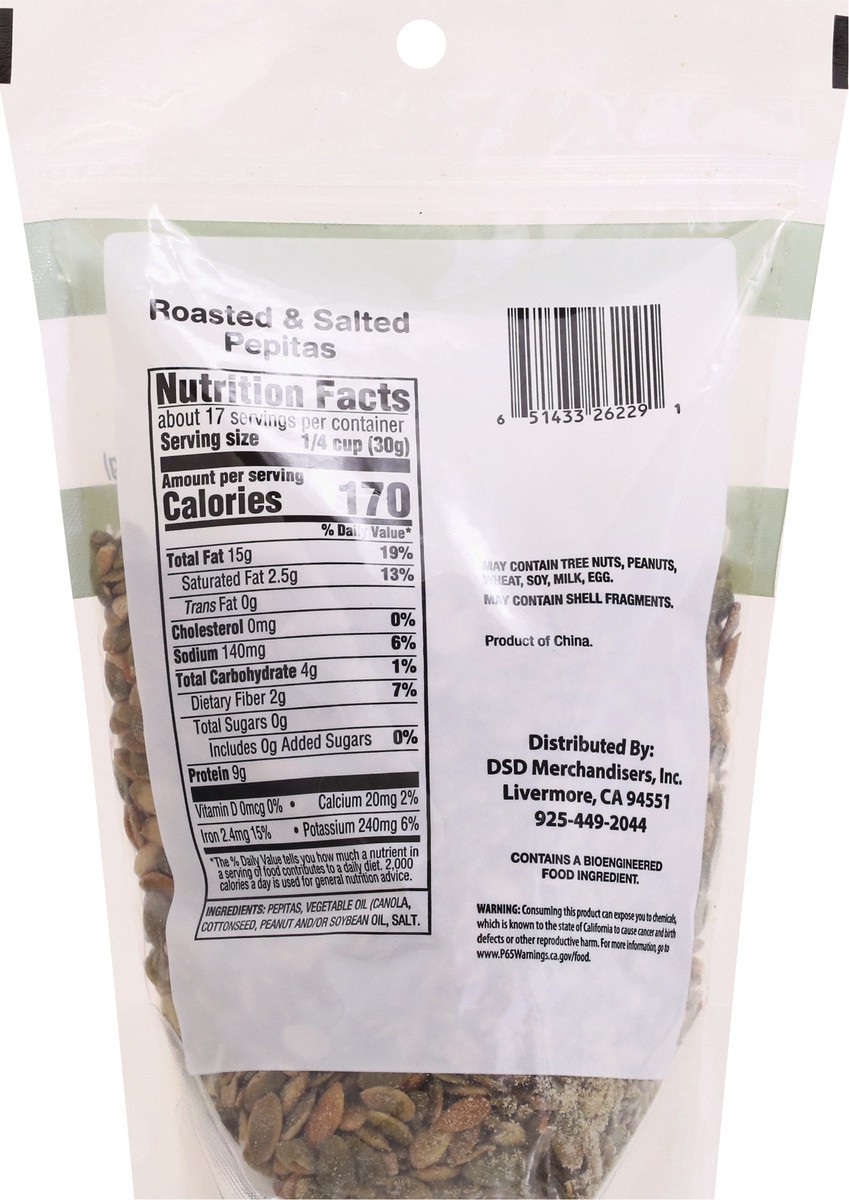 Roasted & Salted
Pepitas
Nutrition Facts
about 17 servings per container
Serving size 1/4 cup (30g)
Amount per serving
Calories 170
% Daily Value*
Total Fat 15g 19%
Saturated Fat 2.5g 13%
Trans Fat 0g
Cholesterol 0mg 0%
Sodium 140mg 6%
Total Carbohydrate 4g 1%
Dietary Fiber 2g 7%
Total Sugars 0g
Includes 0g Added Sugars 0%
Protein 9g
Vitamin D 0mcg 0% • Calcium 20mg 2%
Iron 2.4mg 15% • Potassium 240mg 6%
*The % Daily Value tells you how much a nutrient in
a serving of food contributes to a daily diet. 2,000
calories a day is used for general nutrition advice.
INGREDIENTS: PEPITAS, VEGETABLE OIL (CANOLA,
COTTONSEED, PEANUT AND/OR SOYBEAN OIL, SALT.
6 51433 26229 1
MAY CONTAIN TREE NUTS, PEANUTS,
WHEAT, SOY, MILK, EGG.
MAY CONTAIN SHELL FRAGMENTS.
Product of China.
Distributed By:
DSD Merchandisers, Inc.
Livermore, CA 94551
925-449-2044
CONTAINS A BIOENGINEERED
FOOD INGREDIENT.
WARNING: Consuming this product can expose you to chemicals,
which is known to the state of California to cause cancer and birth
defects or other reproductive harm. For more information, go to
www.P65Warnings.ca.gov/food.